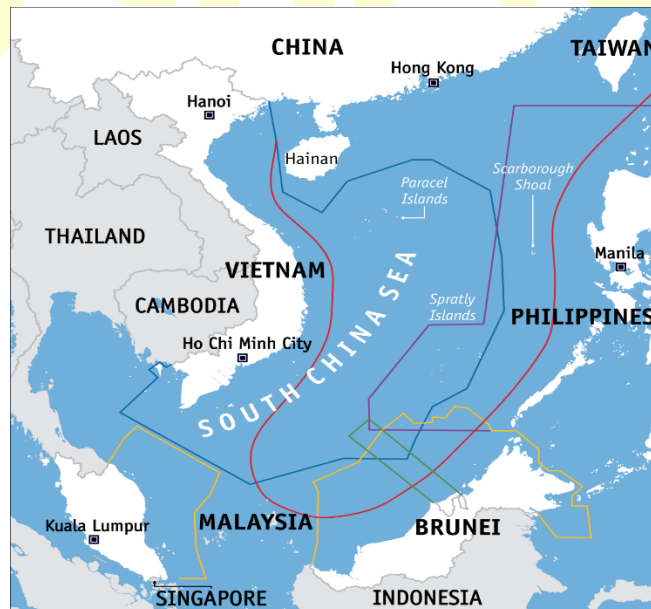 CHINA
TAIWAN
Hong Kong
Hanoi
LAOS
Hainan
Paracel
Islands
Scarborough
Shoal
THAILAND
VIETNAM
Manila
CAMBODIA
Spratly
Islands
PHILIPPINES
Ho Chi Minh City
SOUTH CHINA SEA
Kuala Lumpur
MALAYSIA
BRUNEI
SINGAPORE
INDONESIA